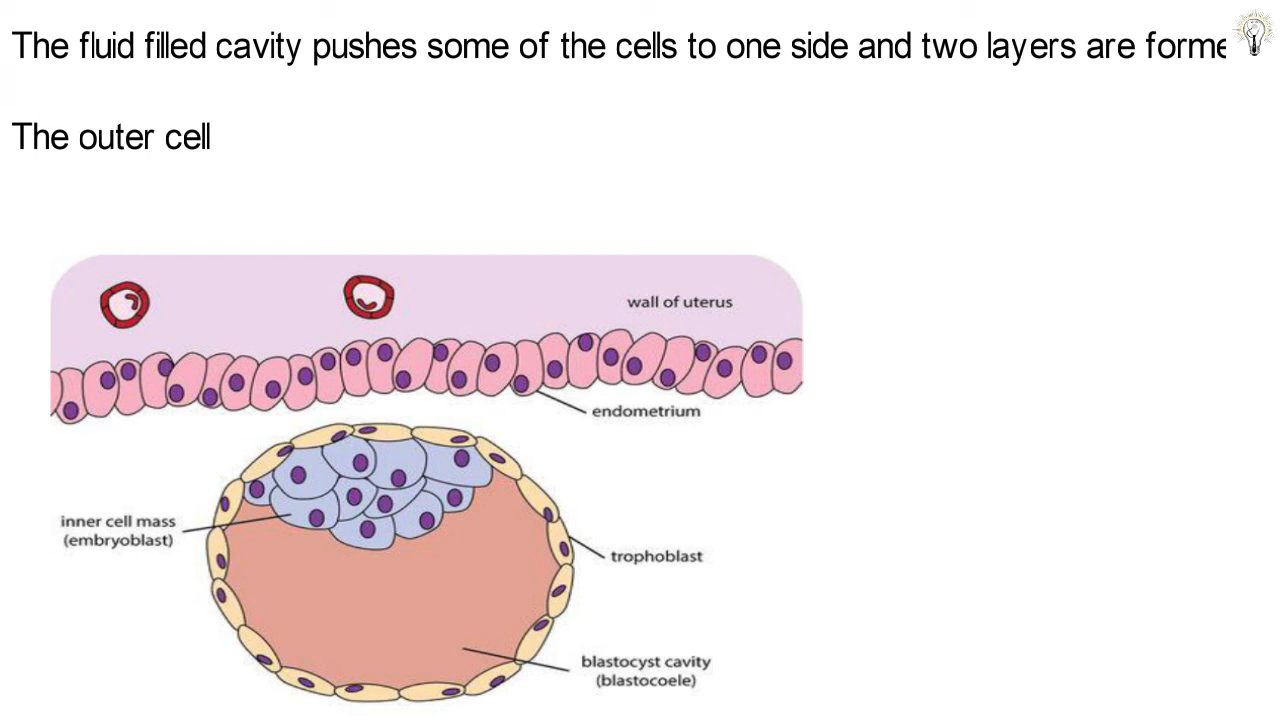 The fluid filled cavity pushes some of the cells to one side and two layers are forme
The outer cell
wall of uterus
endometrium
inner cell mass
(embryoblast)
trophoblast
blastocyst cavity
(blastocoele)